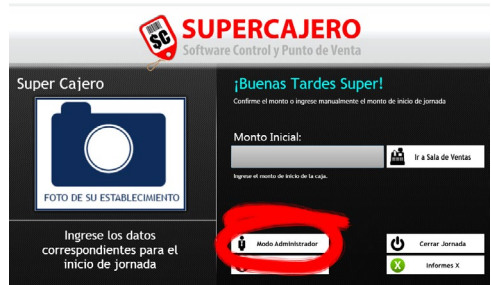 SC
SUPERCAJERO
Software Control y Punto de Venta
Super Cajero
FOTO DE SU ESTABLECIMIENTO
Ingrese los datos
correspondientes para el
inicio de jornada
¡Buenas Tardes Super!
Confirme el monto o ingrese manualmente el monto de inicio de jornada
Monto Inicial:
Ir a Sala de Ventas
Ingrese el monto de inicio de la caja.
Modo Administrador
Cerrar Jornada
X
Informes X